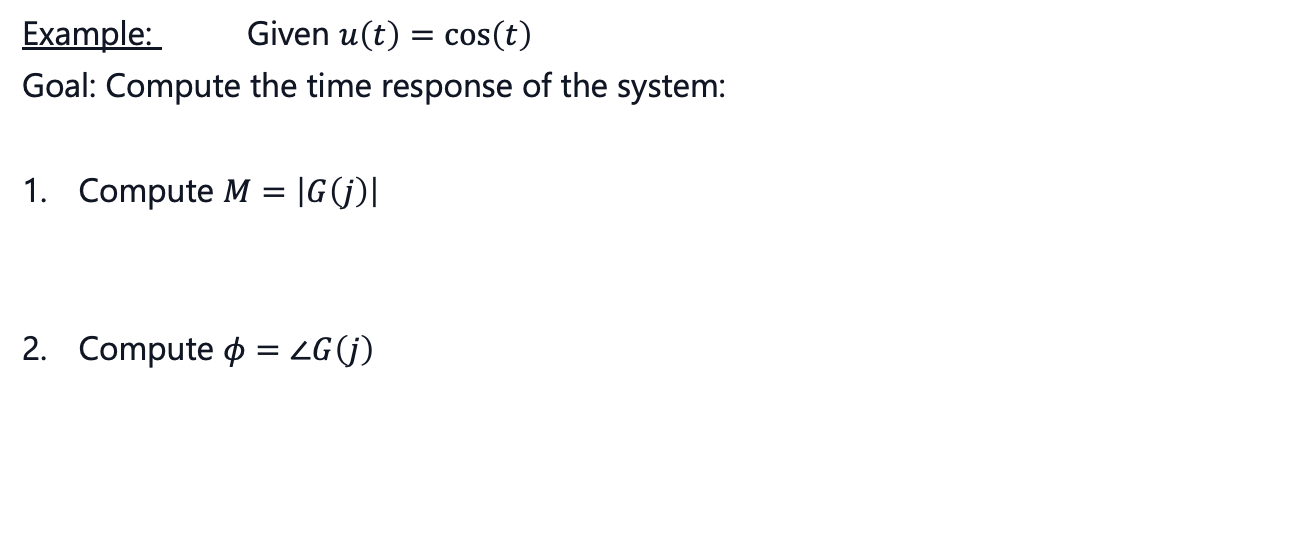 Example: Given u(t) = cos(t)
Goal: Compute the time response of the system:
1. Compute M = |G(j)|
2. Compute ϕ = ∠G(j)